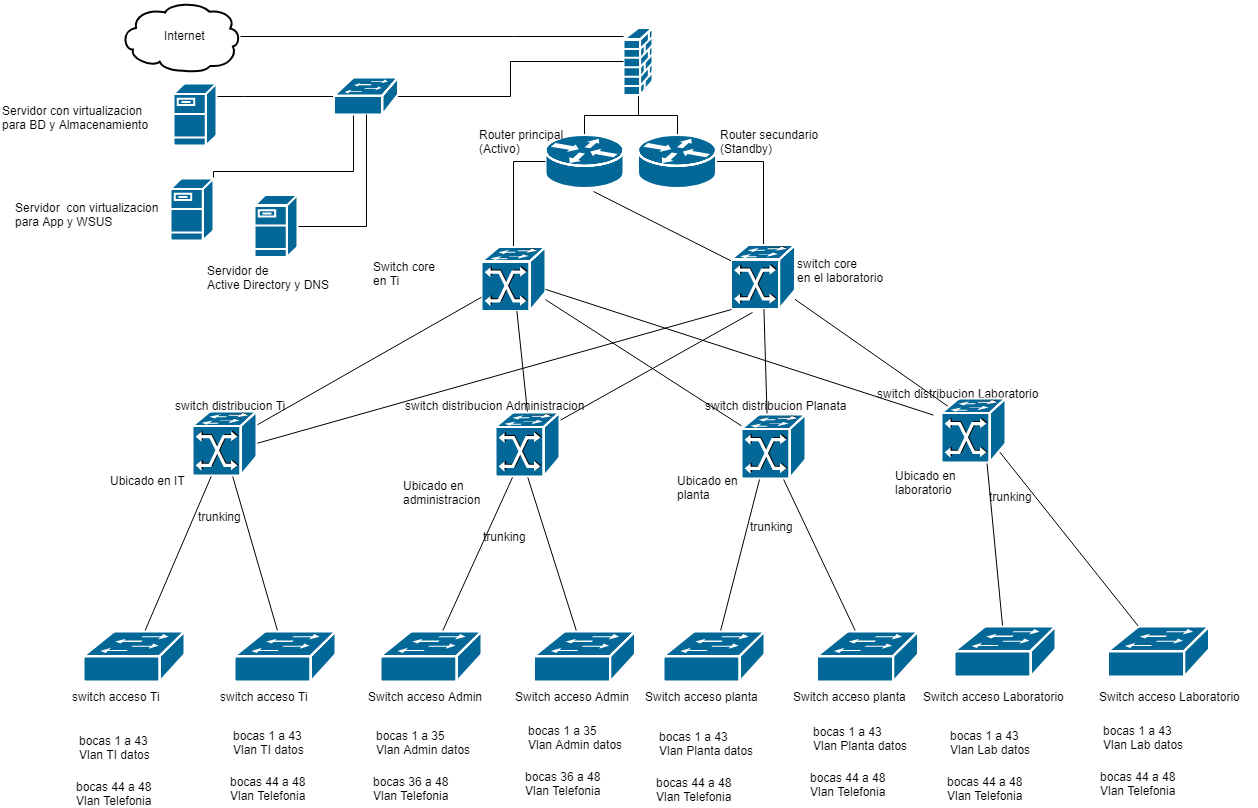 Internet
Servidor con virtualizacion
para BD y Almacenamiento
Router principal
(Activo)
Router secundario
(Standby)
Servidor con virtualizacion
para App y WSUS
Servidor de
Active Directory y DNS
Switch core
en Ti
switch core
en el laboratorio
switch distribucion Ti
switch distribucion Administracion
switch distribucion Planata
switch distribucion Laboratorio
Ubicado en IT
Ubicado en
administracion
Ubicado en
planta
Ubicado en
laboratorio
trunking
trunking
trunking
trunking
switch acceso Ti
switch acceso Ti
Switch acceso Admin
Switch acceso Admin
Switch acceso planta
Switch acceso planta
Switch acceso Laboratorio
Switch acceso Laboratorio
bocas 1 a 43
Vlan TI datos
bocas 1 a 43
Vlan TI datos
bocas 1 a 35
Vlan Admin datos
bocas 1 a 35
Vlan Admin datos
bocas 1 a 43
Vlan Planta datos
bocas 1 a 43
Vlan Planta datos
bocas 1 a 43
Vlan Lab datos
bocas 1 a 43
Vlan Lab datos
bocas 44 a 48
Vlan Telefonia
bocas 44 a 48
Vlan Telefonia
bocas 36 a 48
Vlan Telefonia
bocas 36 a 48
Vlan Telefonia
bocas 44 a 48
Vlan Telefonia
bocas 44 a 48
Vlan Telefonia
bocas 44 a 48
Vlan Telefonia
bocas 44 a 48
Vlan Telefonia